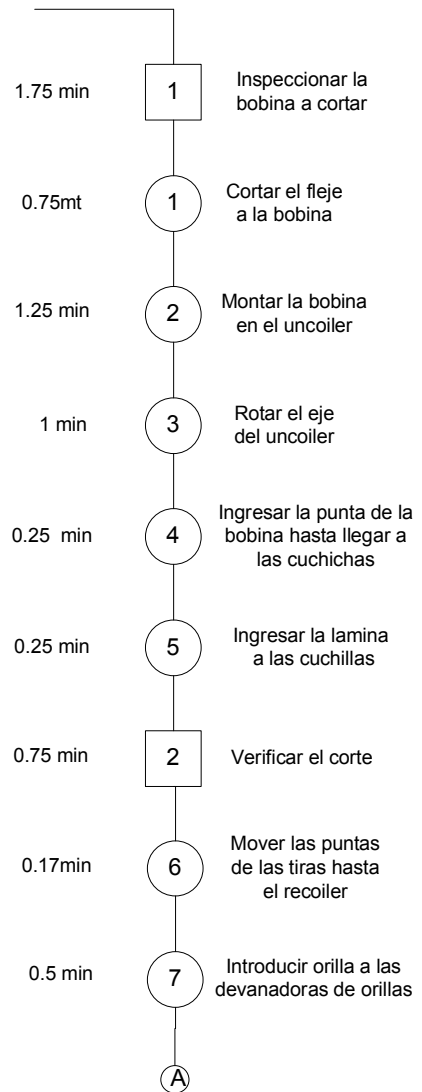 1.75 min
1
Inspeccionar la
bobina a cortar
0.75mt
1
Cortar el fleje
a la bobina
1.25 min
2
Montar la bobina
en el uncoiler
1 min
3
Rotar el eje
del uncoiler
0.25 min
4
Ingresar la punta de la
bobina hasta llegar a
las cuchichas
0.25 min
5
Ingresar la lamina
a las cuchillas
0.75 min
2
Verificar el corte
0.17min
6
Mover las puntas
de las tiras hasta
el recoiler
0.5 min
7
Introducir orilla a las
devanadoras de orillas
A